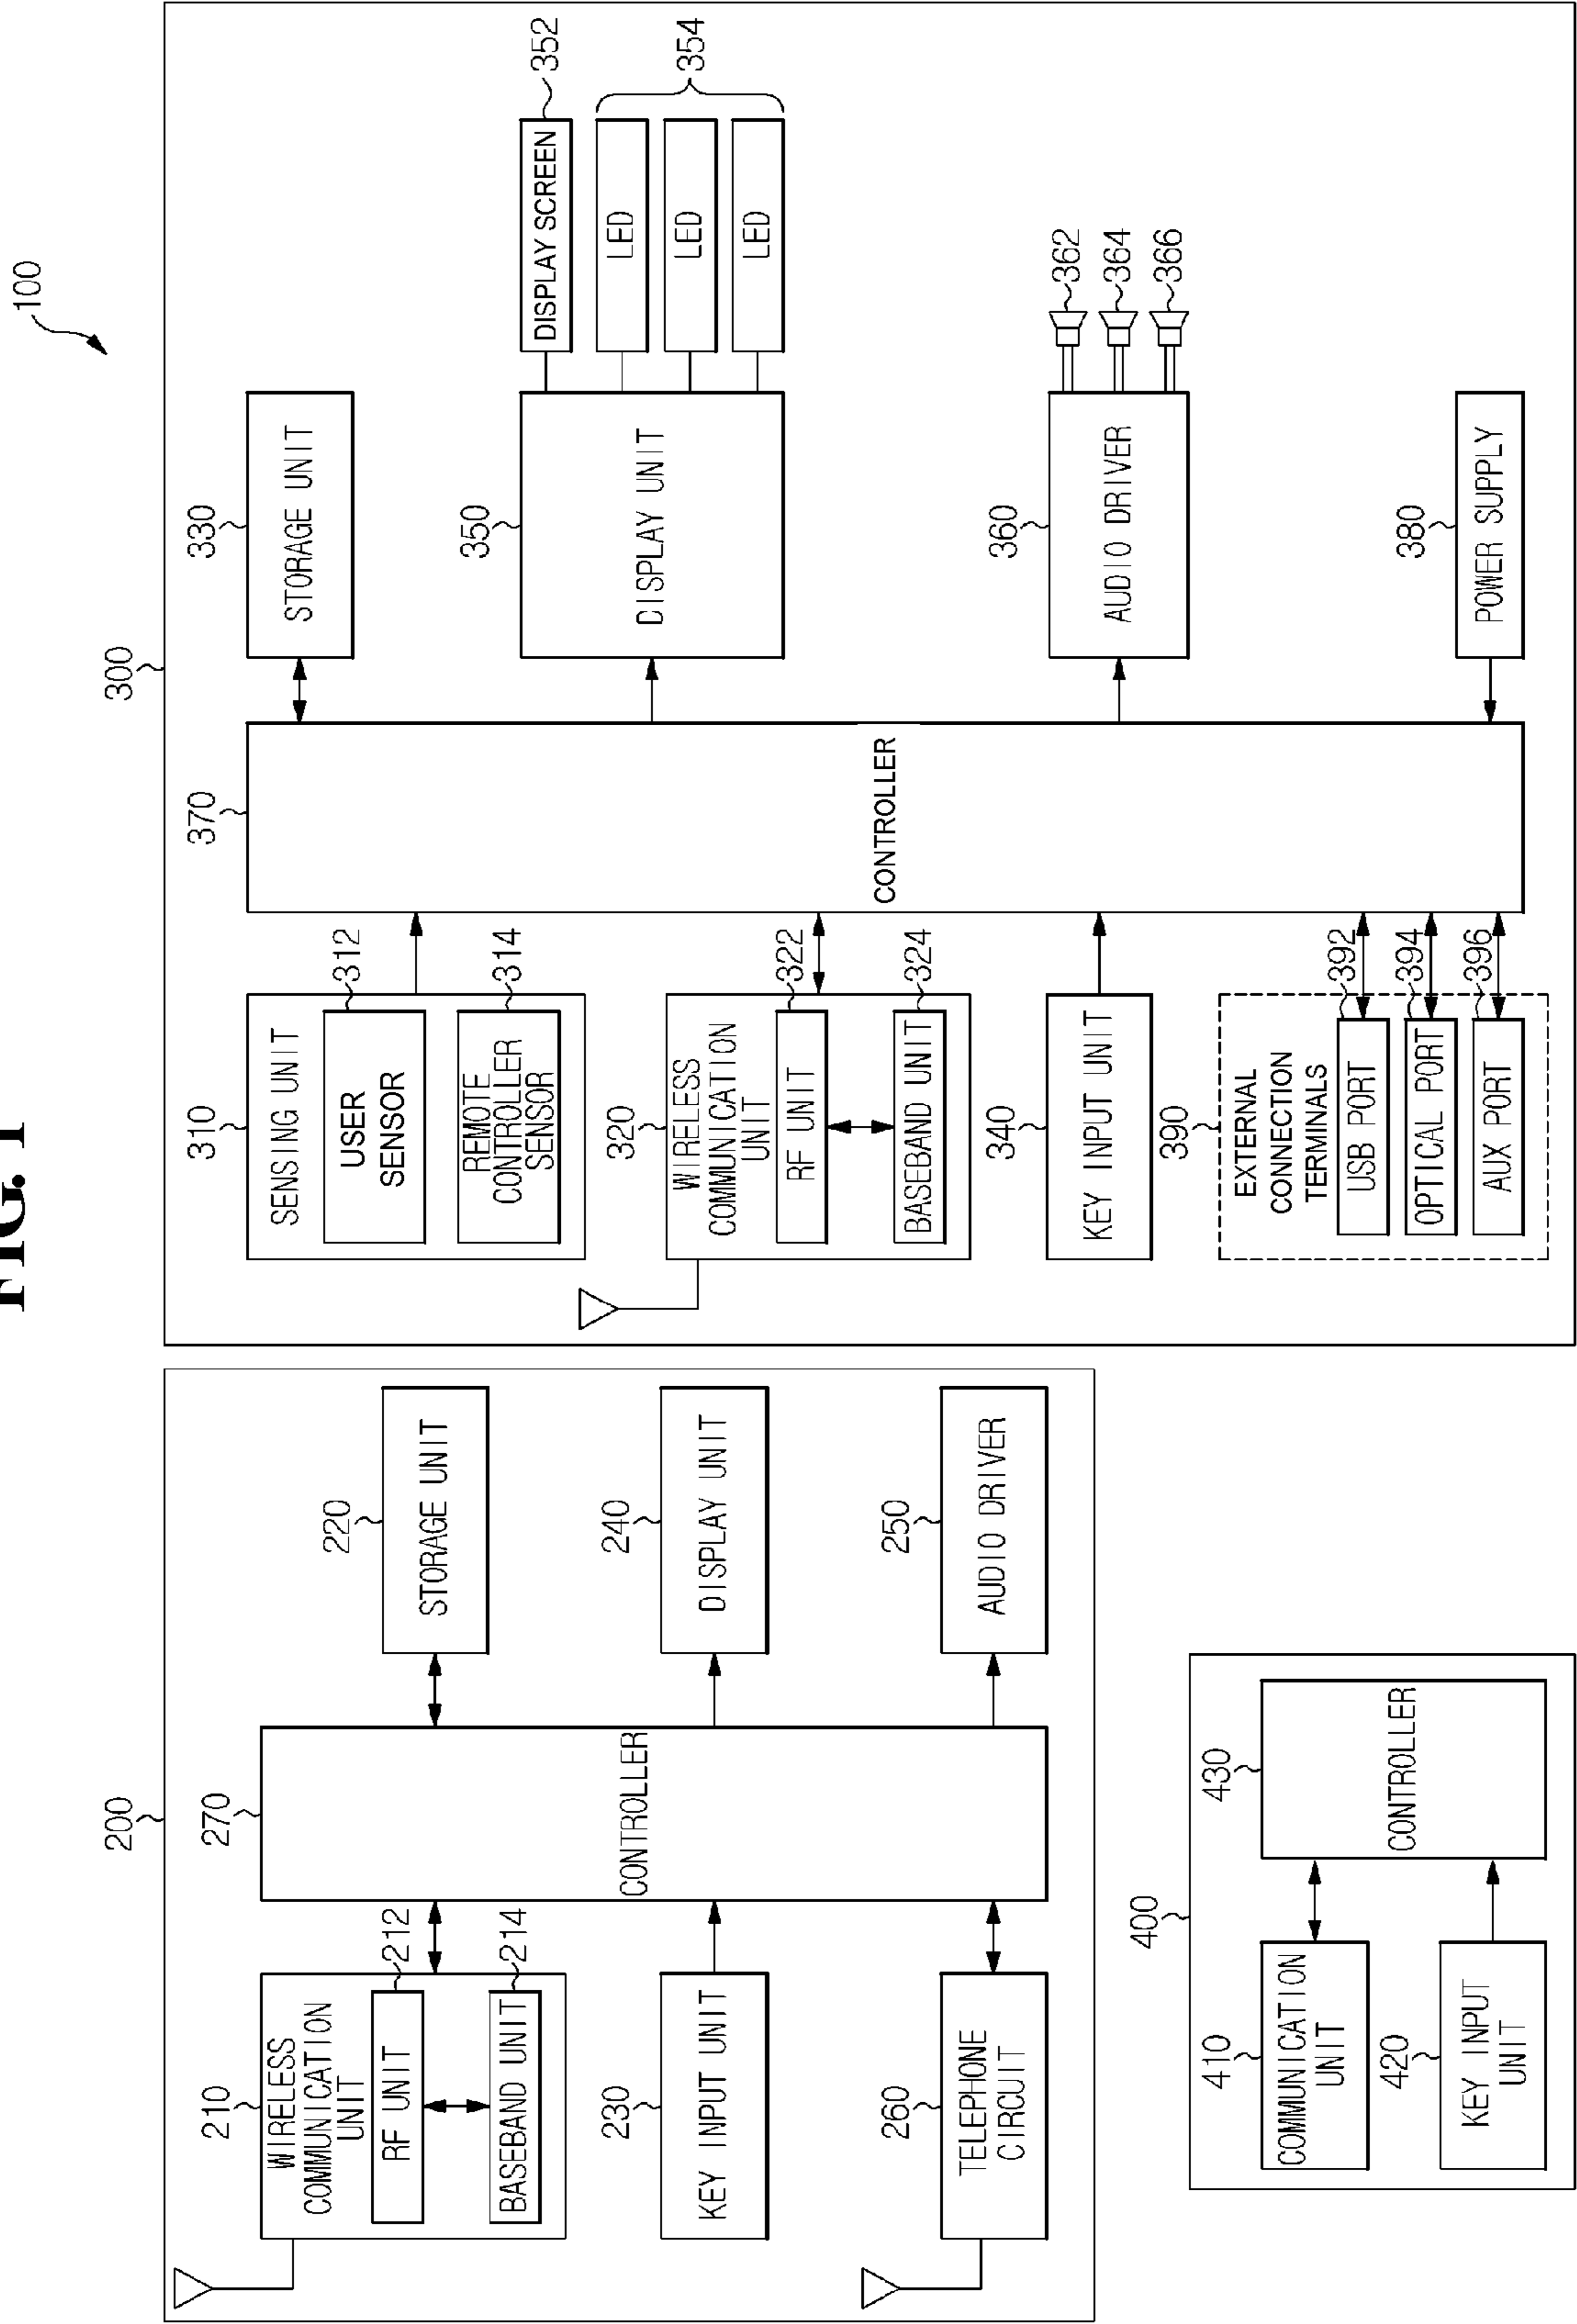 FIG. 1
100
200
210
WIRELESS
COMMUNICATION
UNIT
RF UNIT
212
BASEBAND UNIT
214
230
KEY INPUT UNIT
260
TELEPHONE
CIRCUIT
270
CONTROLLER
220
STORAGE UNIT
240
DISPLAY UNIT
250
AUDIO DRIVER
400
410
COMMUNICATION
UNIT
420
KEY INPUT
UNIT
430
CONTROLLER
300
310
SENSING UNIT
USER
SENSOR
312
REMOTE
CONTROLLER
SENSOR
314
320
WIRELESS
COMMUNICATION
UNIT
RF UNIT
322
BASEBAND UNIT
324
340
KEY INPUT UNIT
390
EXTERNAL
CONNECTION
TERMINALS
USB PORT
392
OPTICAL PORT
394
AUX PORT
396
370
CONTROLLER
330
STORAGE UNIT
350
DISPLAY UNIT
DISPLAY SCREEN
352
LED
LED
LED
354
360
AUDIO DRIVER
362
364
366
380
POWER SUPPLY